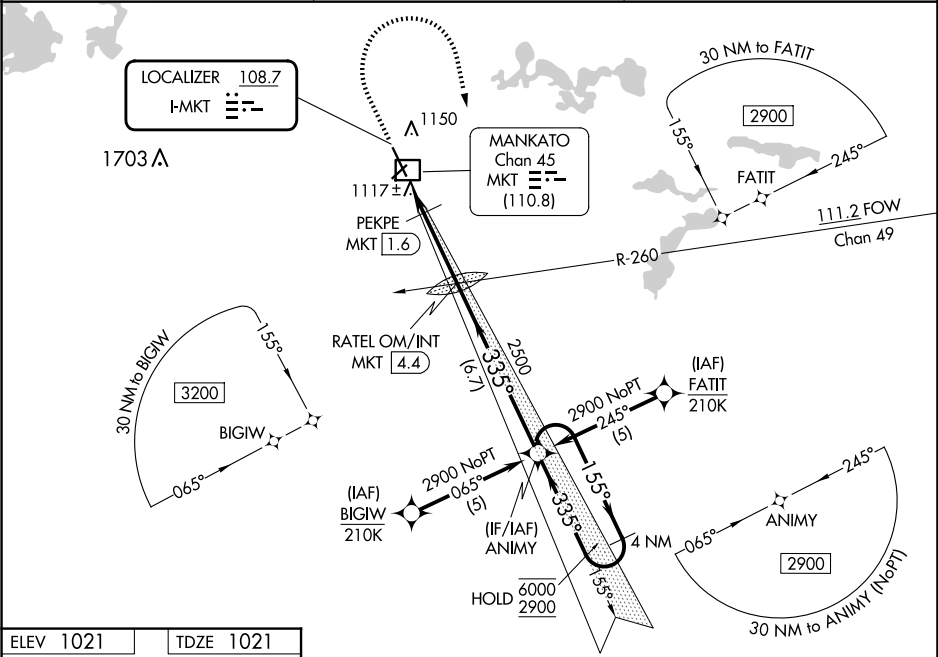 LOCALIZER 108.7
I-MKT
1703
1150
MANKATO
Chan 45
MKT
(110.8)
1117±
PEKPE
MKT 1.6
30 NM to FATIT
2900
155°
245°
FATIT
111.2 FOW
Chan 49
R-260
RATEL OM/INT
MKT 4.4
335°
2500
(6.7)
30 NM to BIGIW
3200
155°
BIGIW
065°
(IAF)
FATIT
210K
2900 NoPT
245°
(5)
(IAF)
BIGIW
210K
2900 NoPT
065°
(5)
(IF/IAF)
ANIMY
335°
155°
4 NM
155°
HOLD 6000
2900
245°
065°
ANIMY
2900
30 NM to ANIMY (NoPT)
ELEV 1021
TDZE 1021